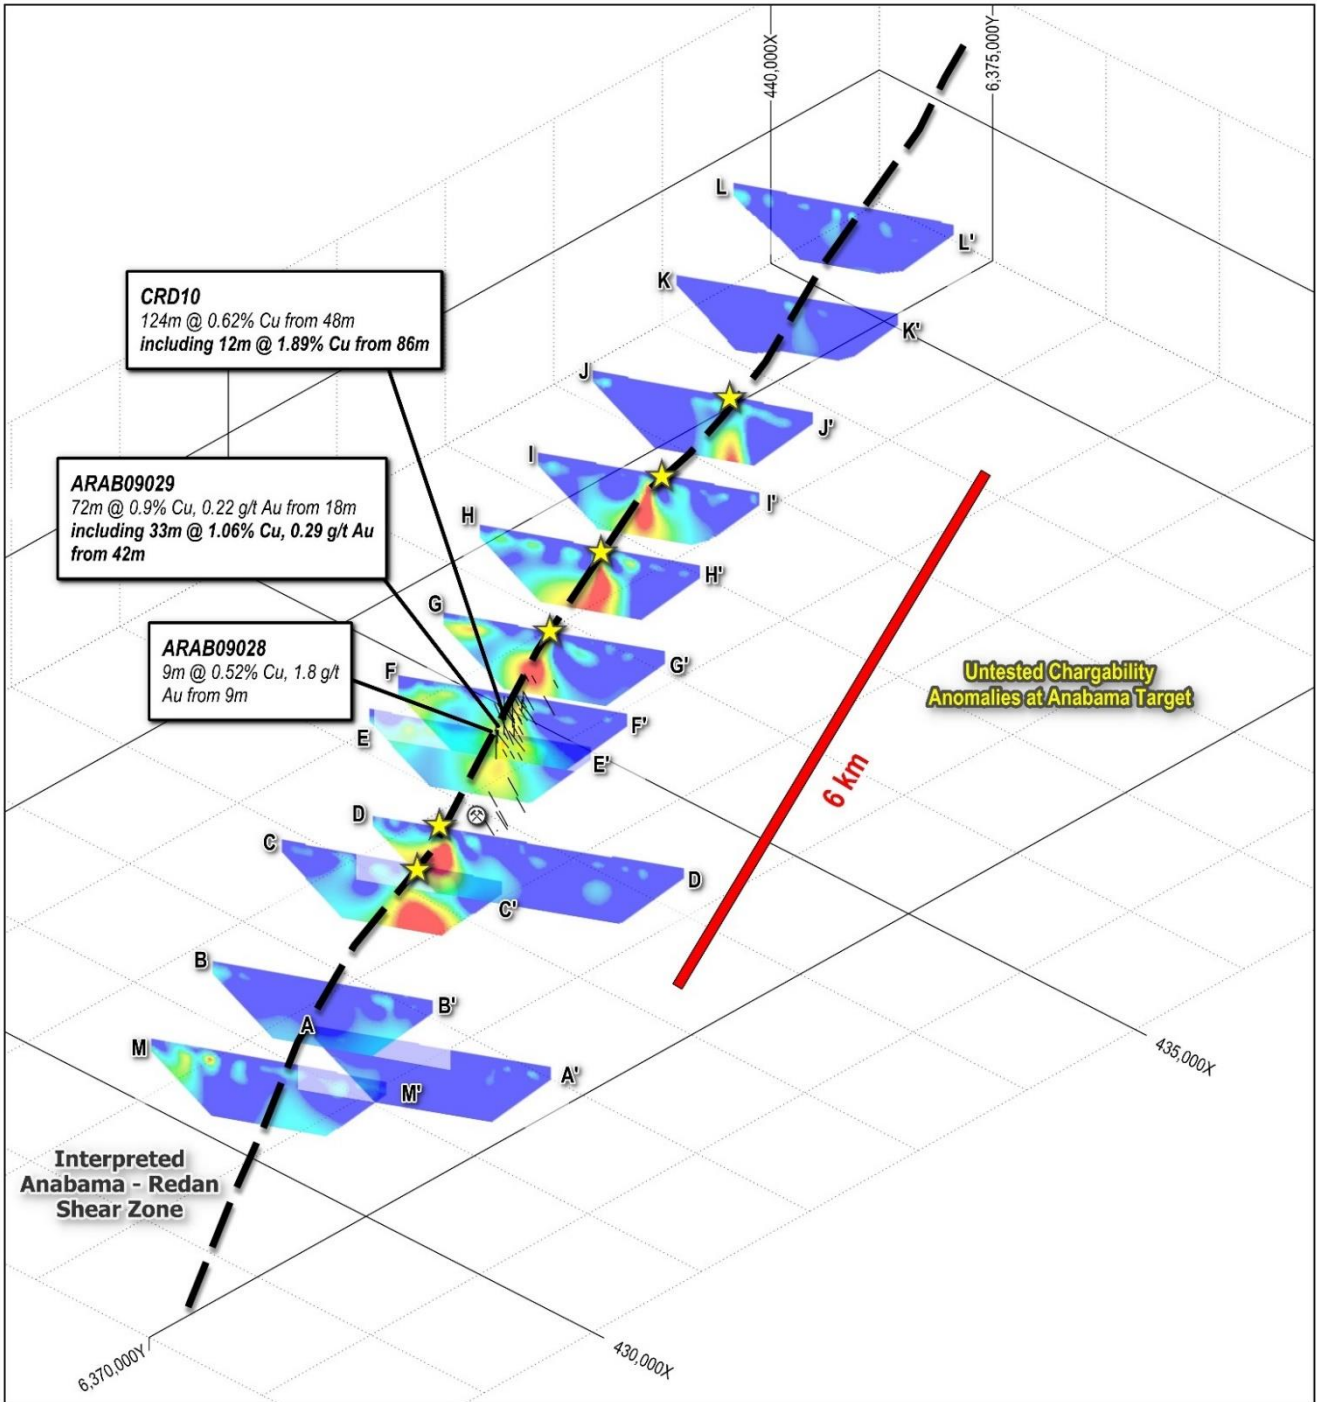 440,000X
6,375,000Y
L
L'
K
K'
CRD10
124m @ 0.62% Cu from 48m
including 12m @ 1.89% Cu from 86m
J
J'
I
I'
ARAB09029
72m @ 0.9% Cu, 0.22 g/t Au from 18m
including 33m @ 1.06% Cu, 0.29 g/t Au
from 42m
H
H'
G
G'
ARAB09028
9m @ 0.52% Cu, 1.8 g/t
Au from 9m
Untested Chargability
Anomalies at Anabama Target
F
F'
E
E'
6 km
D
D
C
C'
B
B'
A
A'
M
M'
435,000X
Interpreted
Anabama - Redan
Shear Zone
6,370,000Y
430,000X